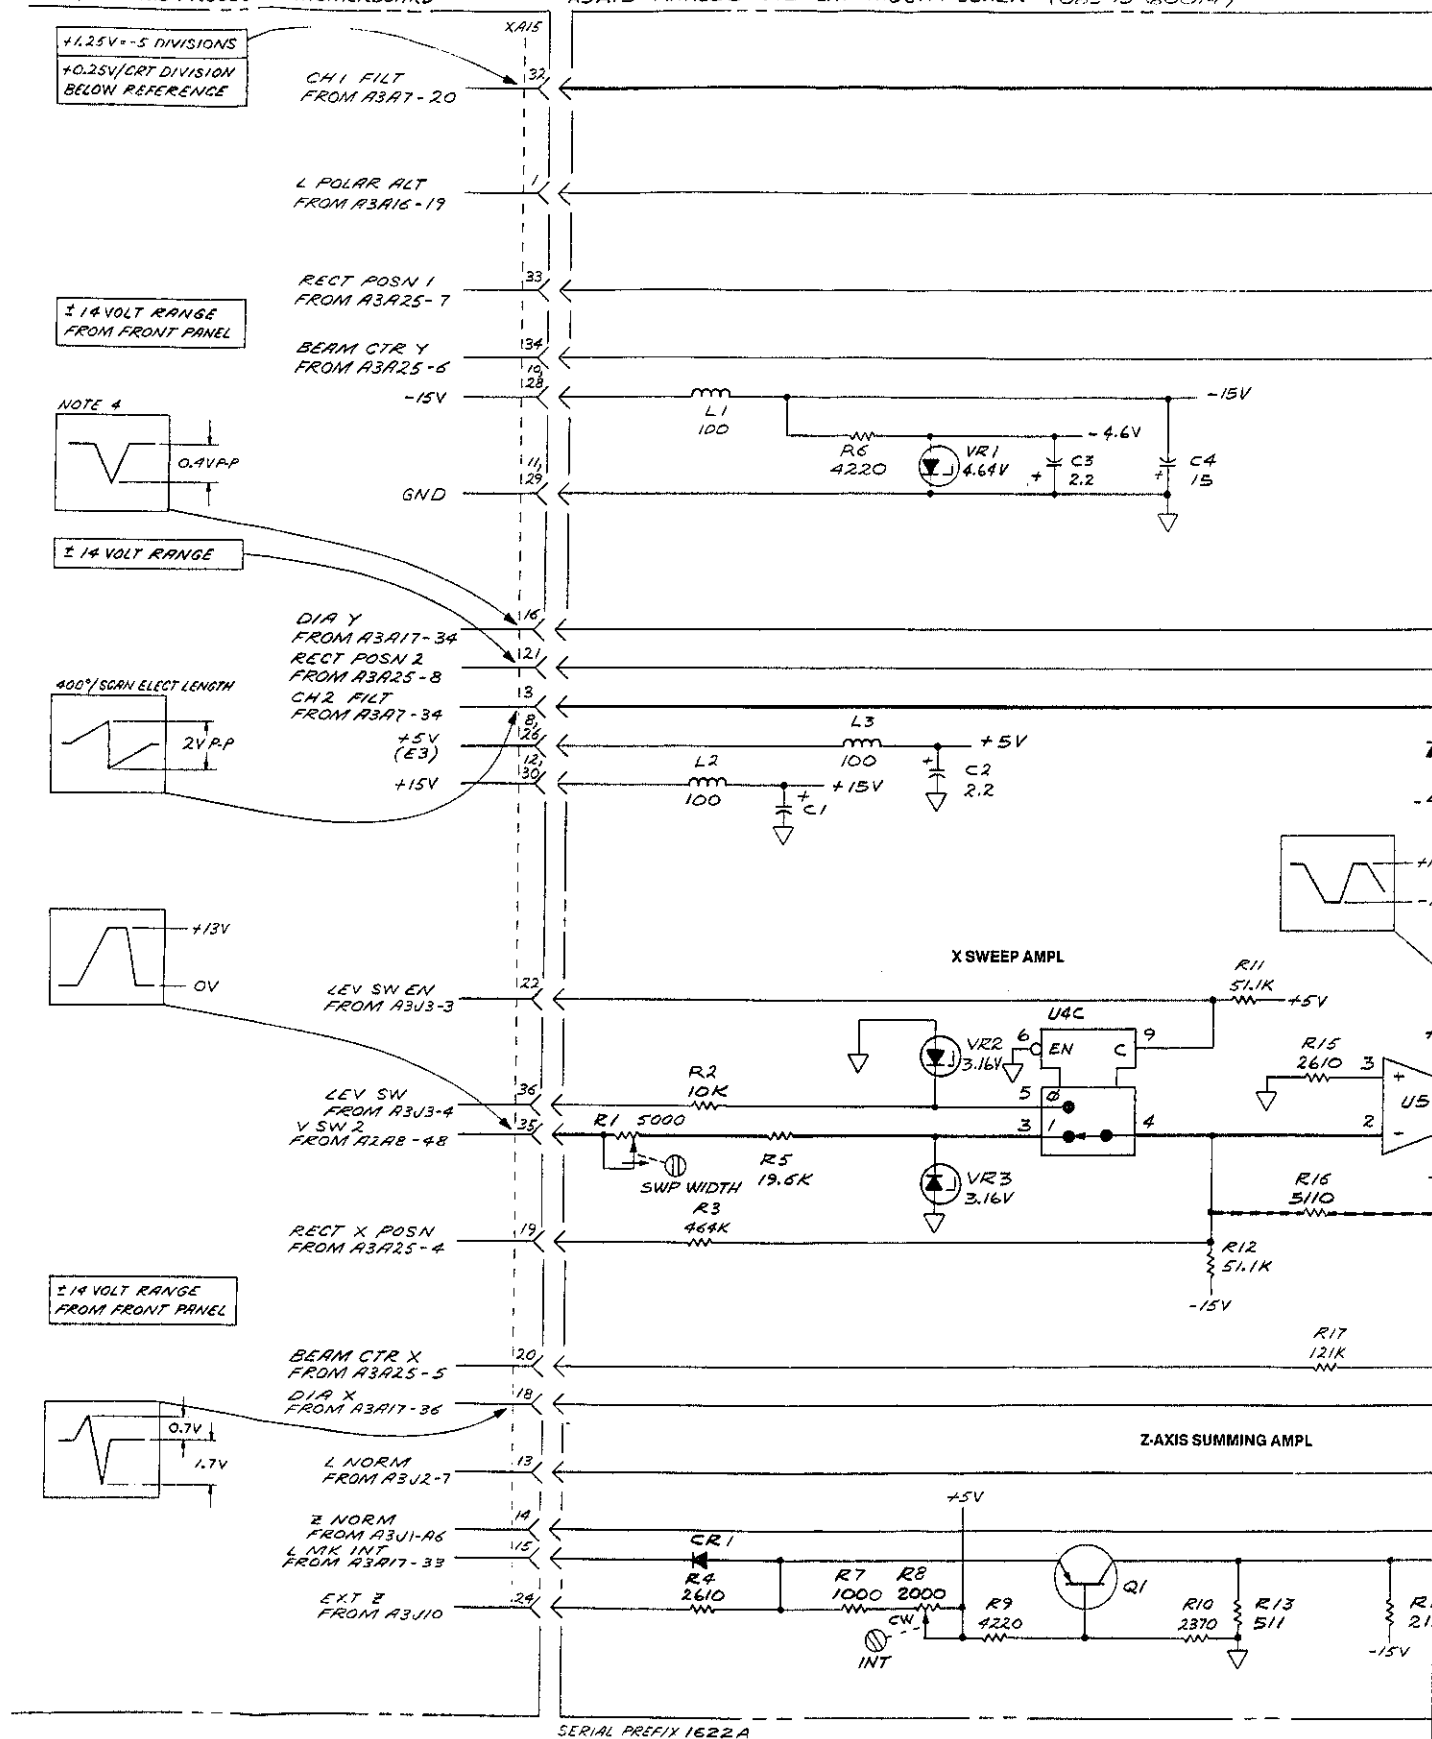 XA15
+1.25V=-5 DIVISIONS
+0.25V/CRT DIVISION
BELOW REFERENCE
CH1 FILT
FROM A3A7-20
32
L POLAR ALT
FROM A3A16-19
1
RECT POSN 1
FROM A3A25-7
33
±14 VOLT RANGE
FROM FRONT PANEL
BEAM CTR Y
FROM A3A25-6
34
10,
28
-15V
L1
100
-15V
-4.6V
R6
4220
VR1
4.64V
C3
2.2
+
C4
15
+
NOTE 4
0.4V P-P
11,
29
GND
±14 VOLT RANGE
DIA Y
FROM A3A17-34
16
RECT POSN 2
FROM A3A25-8
21
CH2 FILT
FROM A3A7-34
3
400°/SCAN ELECT LENGTH
2V P-P
8,
26
+5V
(E3)
L3
100
+5V
+
C2
2.2
12,
30
+15V
L2
100
+15V
+
C1
+13V
0V
X SWEEP AMPL
LEV SW EN
FROM A3J3-3
22
R11
51.1K
+5V
U4C
6
EN
C
9
VR2
3.16V
R15
2610
3
+
U5
2
-
LEV SW
FROM A3J3-4
36
R2
10K
5
0
V SW 2
FROM A2A8-48
35
R1 5000
3
1
4
SWP WIDTH
R5
19.6K
VR3
3.16V
R16
5110
RECT X POSN
FROM A3A25-4
19
R3
464K
R12
51.1K
-15V
±14 VOLT RANGE
FROM FRONT PANEL
BEAM CTR X
FROM A3A25-5
20
R17
121K
DIA X
FROM A3A17-36
18
0.7V
1.7V
Z-AXIS SUMMING AMPL
L NORM
FROM A3J2-7
13
+5V
Z NORM
FROM A3J1-A6
14
L MK INT
FROM A3A17-33
15
CR1
R4
2610
EXT Z
FROM A3J10
24
R7
1000
R8
2000
CW
INT
R9
4220
Q1
R10
2370
R13
511
-15V
SERIAL PREFIX 1622A